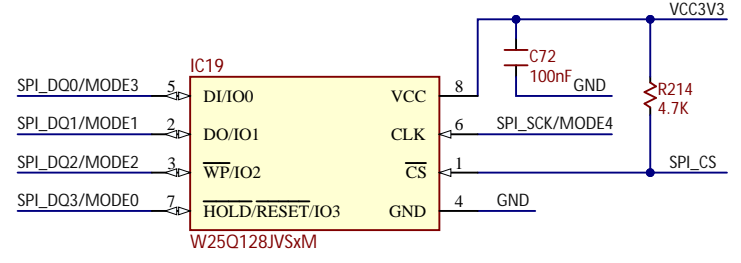 VCC3V3
IC19
C72
100nF
GND
R214
4.7K
SPI_DQ0/MODE3
5
DI/IO0
VCC
8
SPI_DQ1/MODE1
2
DO/IO1
CLK
6
SPI_SCK/MODE4
SPI_DQ2/MODE2
3
WP/IO2
CS
1
SPI_CS
SPI_DQ3/MODE0
7
HOLD/RESET/IO3
GND
4
GND
W25Q128JVSxM